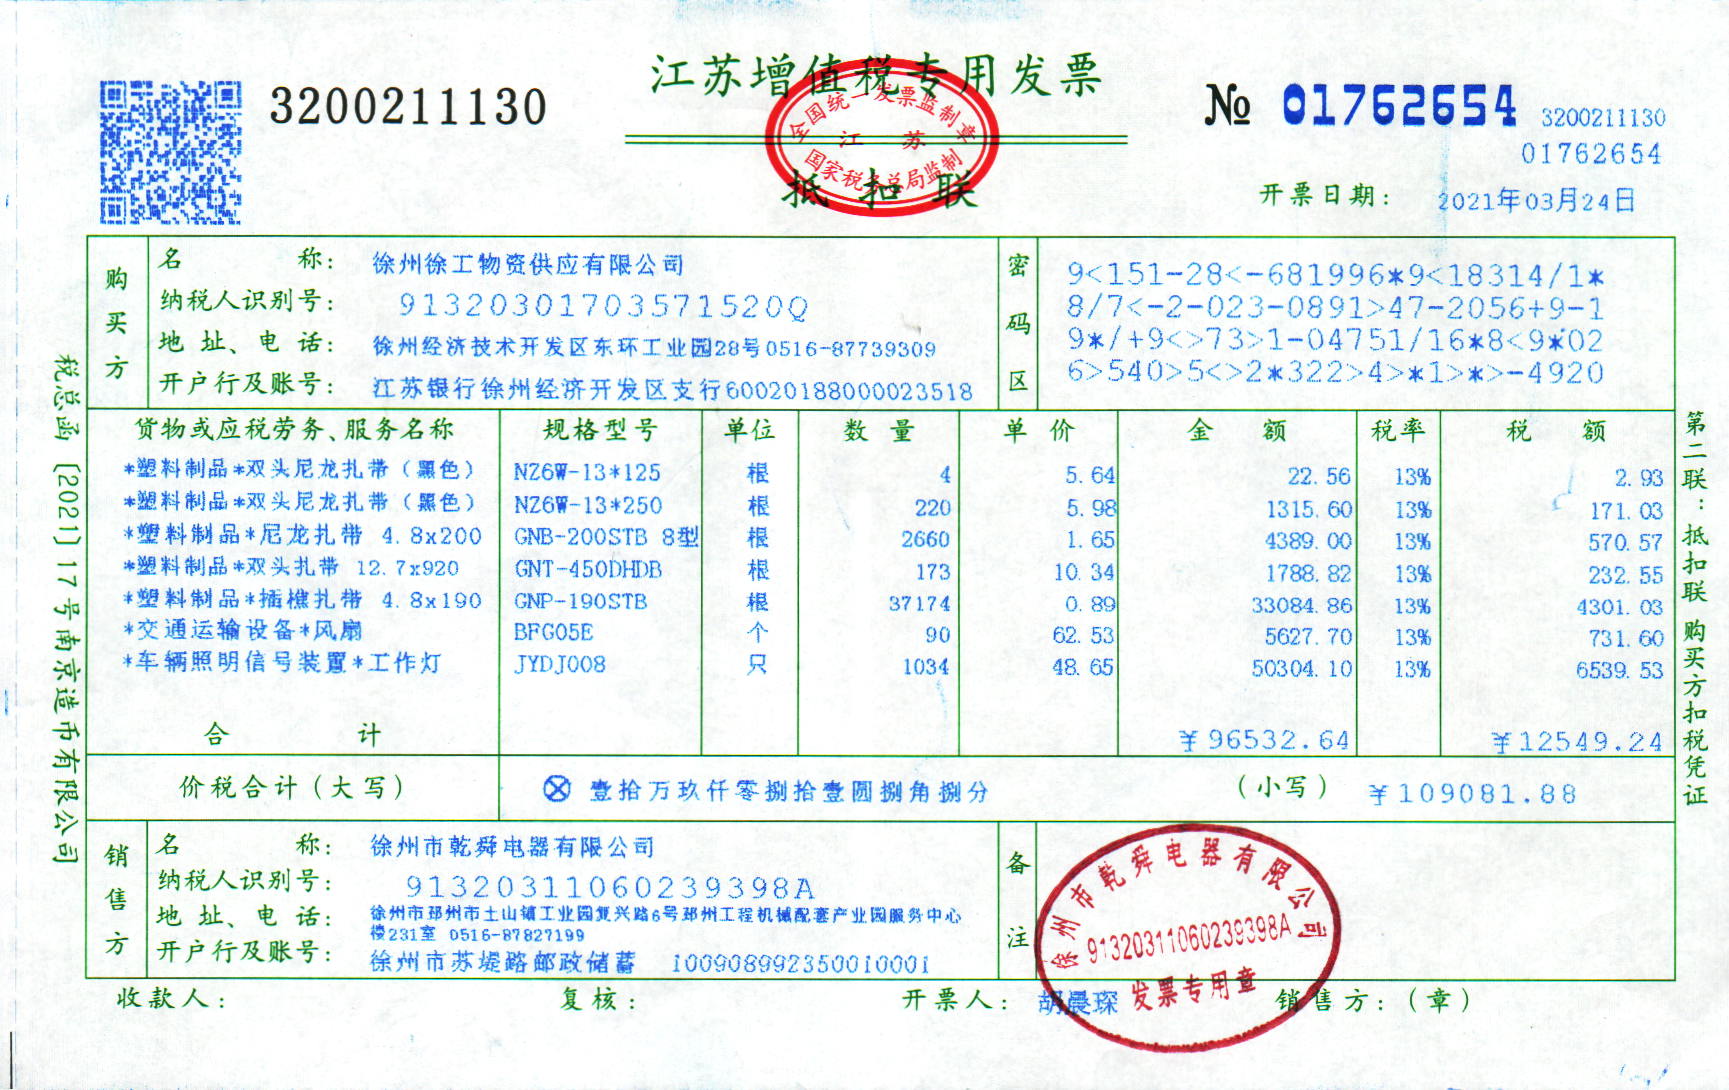 江苏增值税专用发票
3200211130
№ 01762654
3200211130
01762654
全国统一发票监制章
江 苏
国家税务总局监制
抵 扣 联
开票日期： 2021年03月24日
购买方
名 称： 徐州徐工物资供应有限公司
纳税人识别号： 91320301703571520Q
地 址、电 话： 徐州经济技术开发区东环工业园28号0516-87739309
开户行及账号： 江苏银行徐州经济开发区支行60020188000023518
密码区
9<151-28<-681996*9<18314/1*
8/7<-2-023-0891>47-2056+9-1
9*/+9<>73>1-04751/16*8<9*02
6>540>5<>2*322>4>*1>*>-4920
货物或应税劳务、服务名称 规格型号 单位 数 量 单 价 金 额 税率 税 额
*塑料制品*双头尼龙扎带（黑色） NZ6W-13*125 根 4 5.64 22.56 13% 2.93
*塑料制品*双头尼龙扎带（黑色） NZ6W-13*250 根 220 5.98 1315.60 13% 171.03
*塑料制品*尼龙扎带 4.8x200 GNB-200STB 8型 根 2660 1.65 4389.00 13% 570.57
*塑料制品*双头扎带 12.7x920 GNT-450DHDB 根 173 10.34 1788.82 13% 232.55
*塑料制品*插樵扎带 4.8x190 GNP-190STB 根 37174 0.89 33084.86 13% 4301.03
*交通运输设备*风扇 BFG05E 个 90 62.53 5627.70 13% 731.60
*车辆照明信号装置*工作灯 JYDJ008 只 1034 48.65 50304.10 13% 6539.53
合 计 ￥96532.64 ￥12549.24
价税合计（大写） ⊗ 壹拾万玖仟零捌拾壹圆捌角捌分 （小写） ￥109081.88
销售方
名 称： 徐州市乾舜电器有限公司
纳税人识别号： 91320311060239398A
地 址、电 话： 徐州市邳州市土山镇工业园复兴路6号邳州工程机械配套产业园服务中心
楼231室 0516-87827199
开户行及账号： 徐州市苏堤路邮政储蓄 100908992350010001
备注
徐州市乾舜电器有限公司
91320311060239398A
发票专用章
收款人： 复核： 开票人： 胡晨琛 销售方：（章）
税总函［2021］17号南京造币有限公司
第二联：抵扣联 购买方扣税凭证